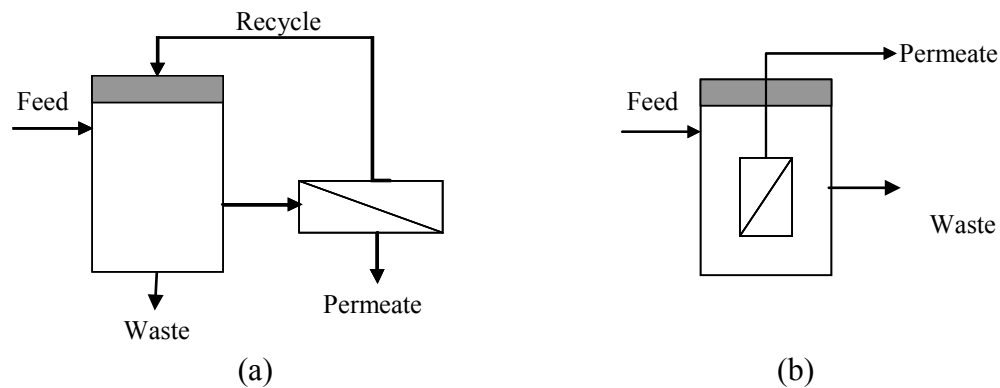 Recycle
Feed
Waste
Permeate
(a)
Permeate
Feed
Waste
(b)